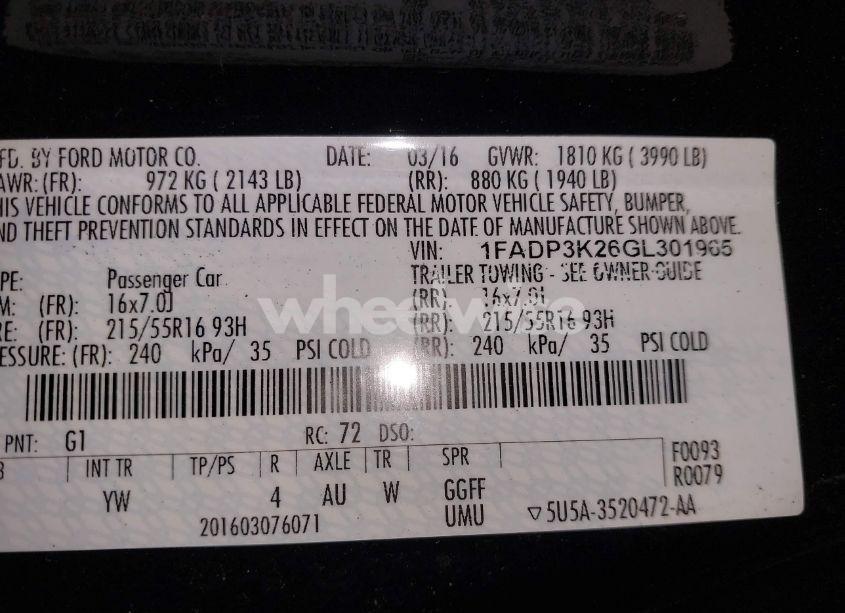 FD. BY FORD MOTOR CO. DATE: 03/16 GVWR: 1810 KG ( 3990 LB)
AWR: (FR): 972 KG ( 2143 LB) (RR): 880 KG ( 1940 LB)
HIS VEHICLE CONFORMS TO ALL APPLICABLE FEDERAL MOTOR VEHICLE SAFETY, BUMPER,
ND THEFT PREVENTION STANDARDS IN EFFECT ON THE DATE OF MANUFACTURE SHOWN ABOVE.
VIN: 1FADP3K26GL301965
PE: Passenger Car TRAILER TOWING - SEE OWNER GUIDE
M: (FR): 16x7.0J (RR): 16x7.0J
RE: (FR): 215/55R16 93H (RR): 215/55R16 93H
ESSURE: (FR): 240 kPa/ 35 PSI COLD (RR): 240 kPa/ 35 PSI COLD
PNT: G1 RC: 72 DSO:
B INT TR TP/PS R AXLE TR SPR F0093
R0079
YW 4 AU W GGFF
201603076071 UMU ▽5U5A-3520472-AA